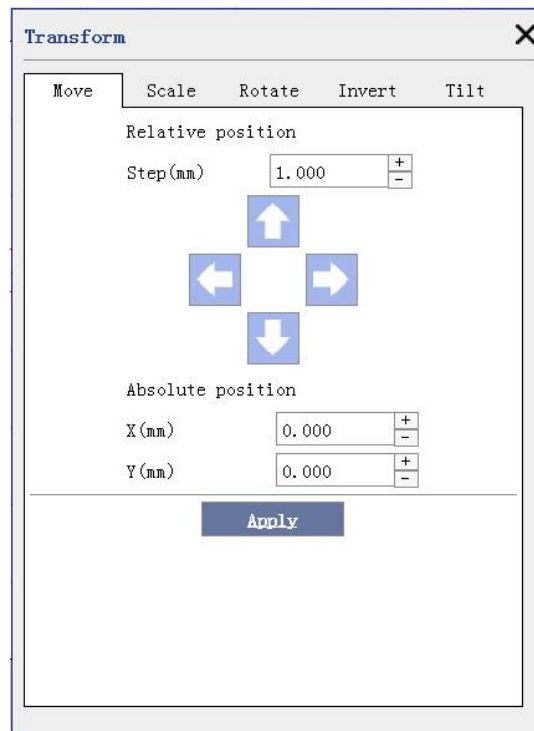 Transform
Move Scale Rotate Invert Tilt
Relative position
Step(mm) 1.000 + -
Absolute position
X(mm) 0.000 + -
Y(mm) 0.000 + -
Apply